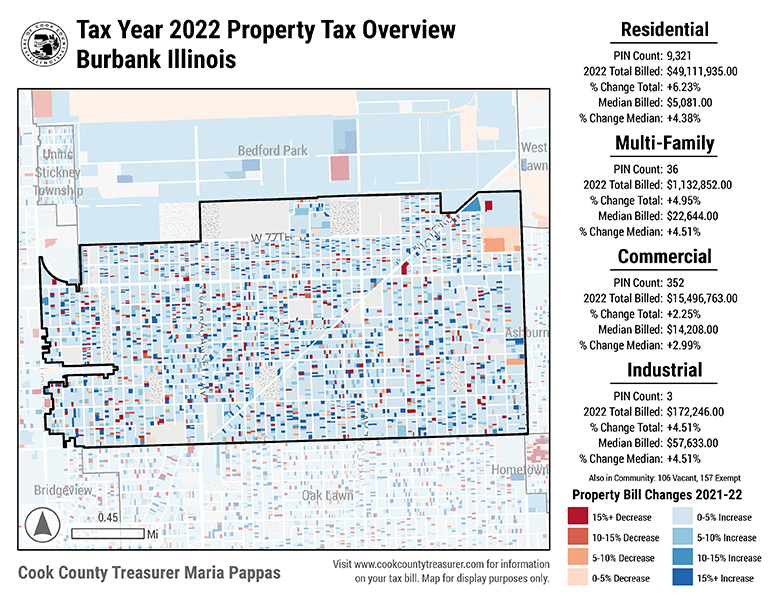 Tax Year 2022 Property Tax Overview
Burbank Illinois
Residential
PIN Count: 9,321
2022 Total Billed: $49,111,935.00
% Change Total: +6.23%
Median Billed: $5,081.00
% Change Median: +4.38%
Multi-Family
PIN Count: 36
2022 Total Billed: $1,132,852.00
% Change Total: +4.95%
Median Billed: $22,644.00
% Change Median: +4.51%
Commercial
PIN Count: 352
2022 Total Billed: $15,496,763.00
% Change Total: +2.25%
Median Billed: $14,208.00
% Change Median: +2.99%
Industrial
PIN Count: 3
2022 Total Billed: $172,246.00
% Change Total: +4.51%
Median Billed: $57,633.00
% Change Median: +4.51%
Also in Community: 106 Vacant, 157 Exempt
Property Bill Changes 2021-22
15%+ Decrease
10-15% Decrease
5-10% Decrease
0-5% Decrease
0-5% Increase
5-10% Increase
10-15% Increase
15%+ Increase
Uninc
Stickney
Township
Bedford Park
West
Lawn
Ashburn
Hometown
Oak Lawn
Bridgeview
0.45
Mi
Cook County Treasurer Maria Pappas
Visit www.cookcountytreasurer.com for information
on your tax bill. Map for display purposes only.